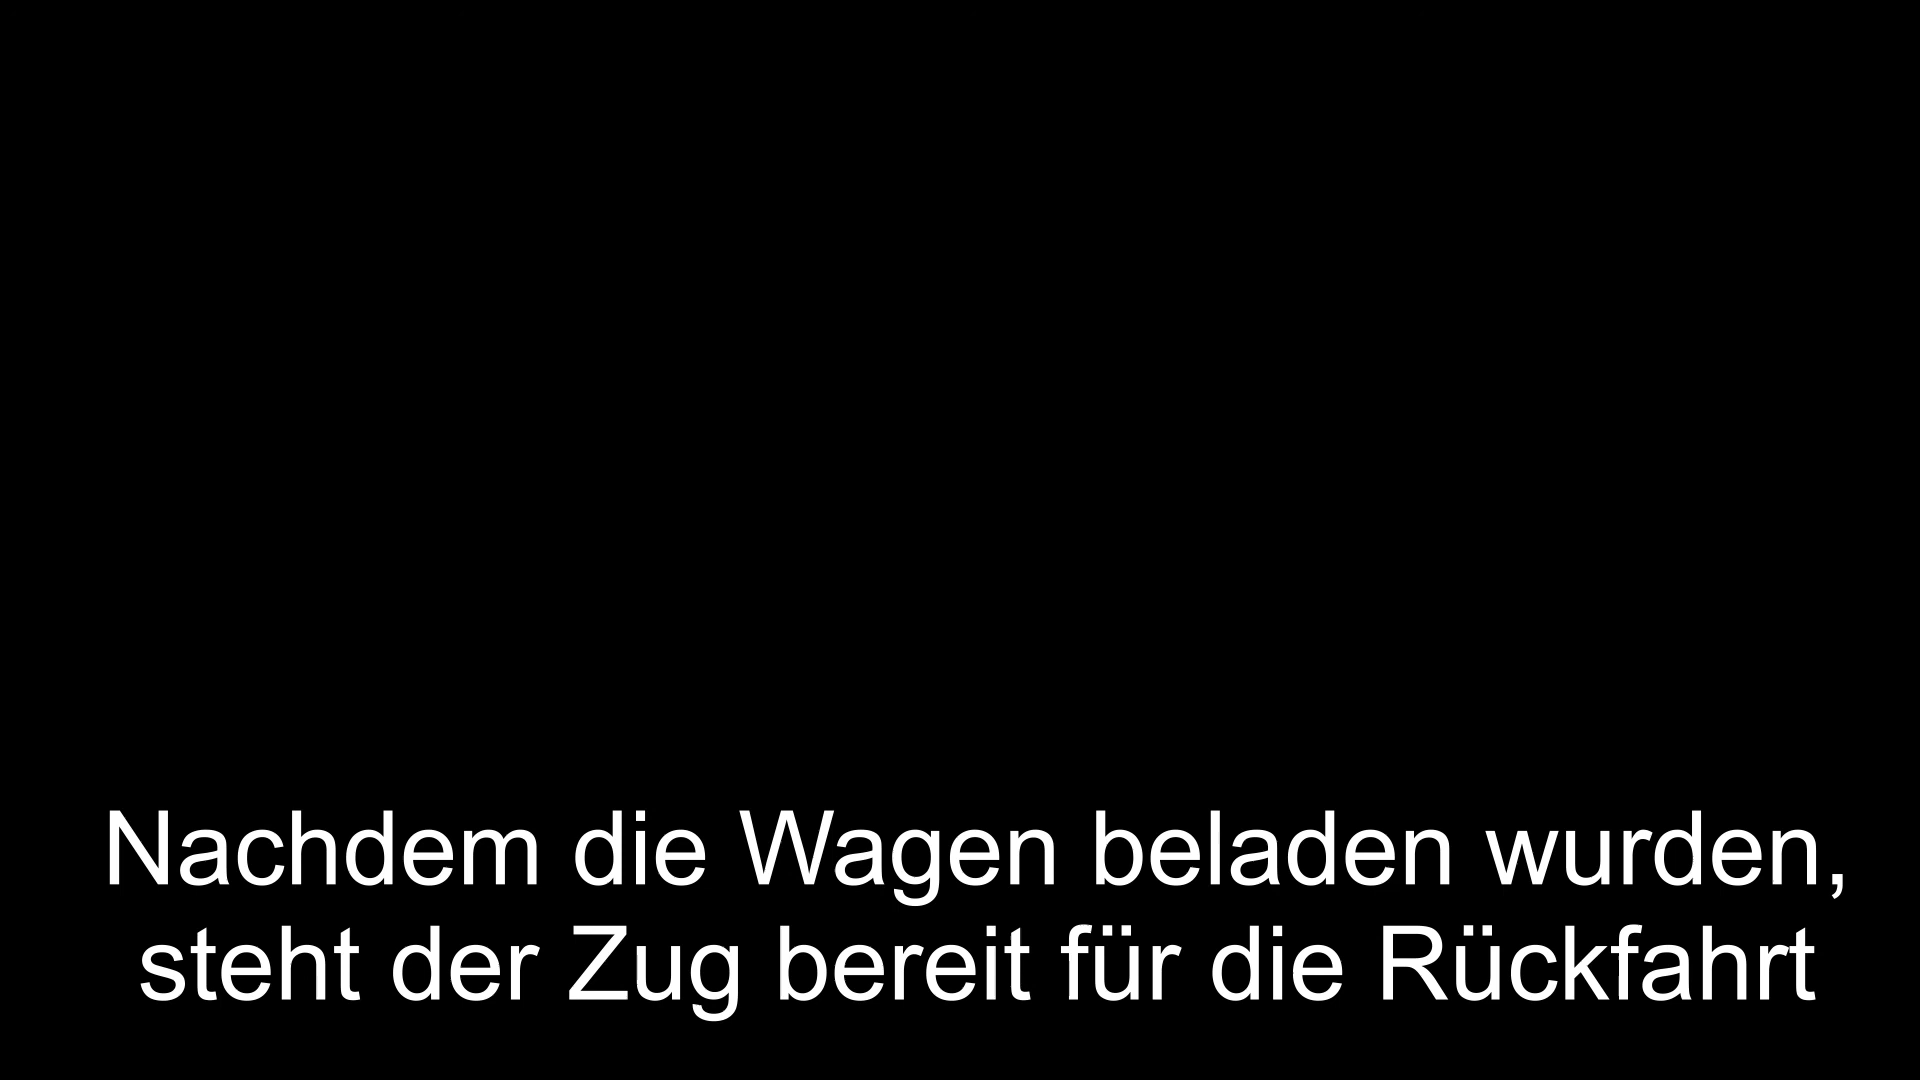 Nachdem die Wagen beladen wurden,
steht der Zug bereit für die Rückfahrt